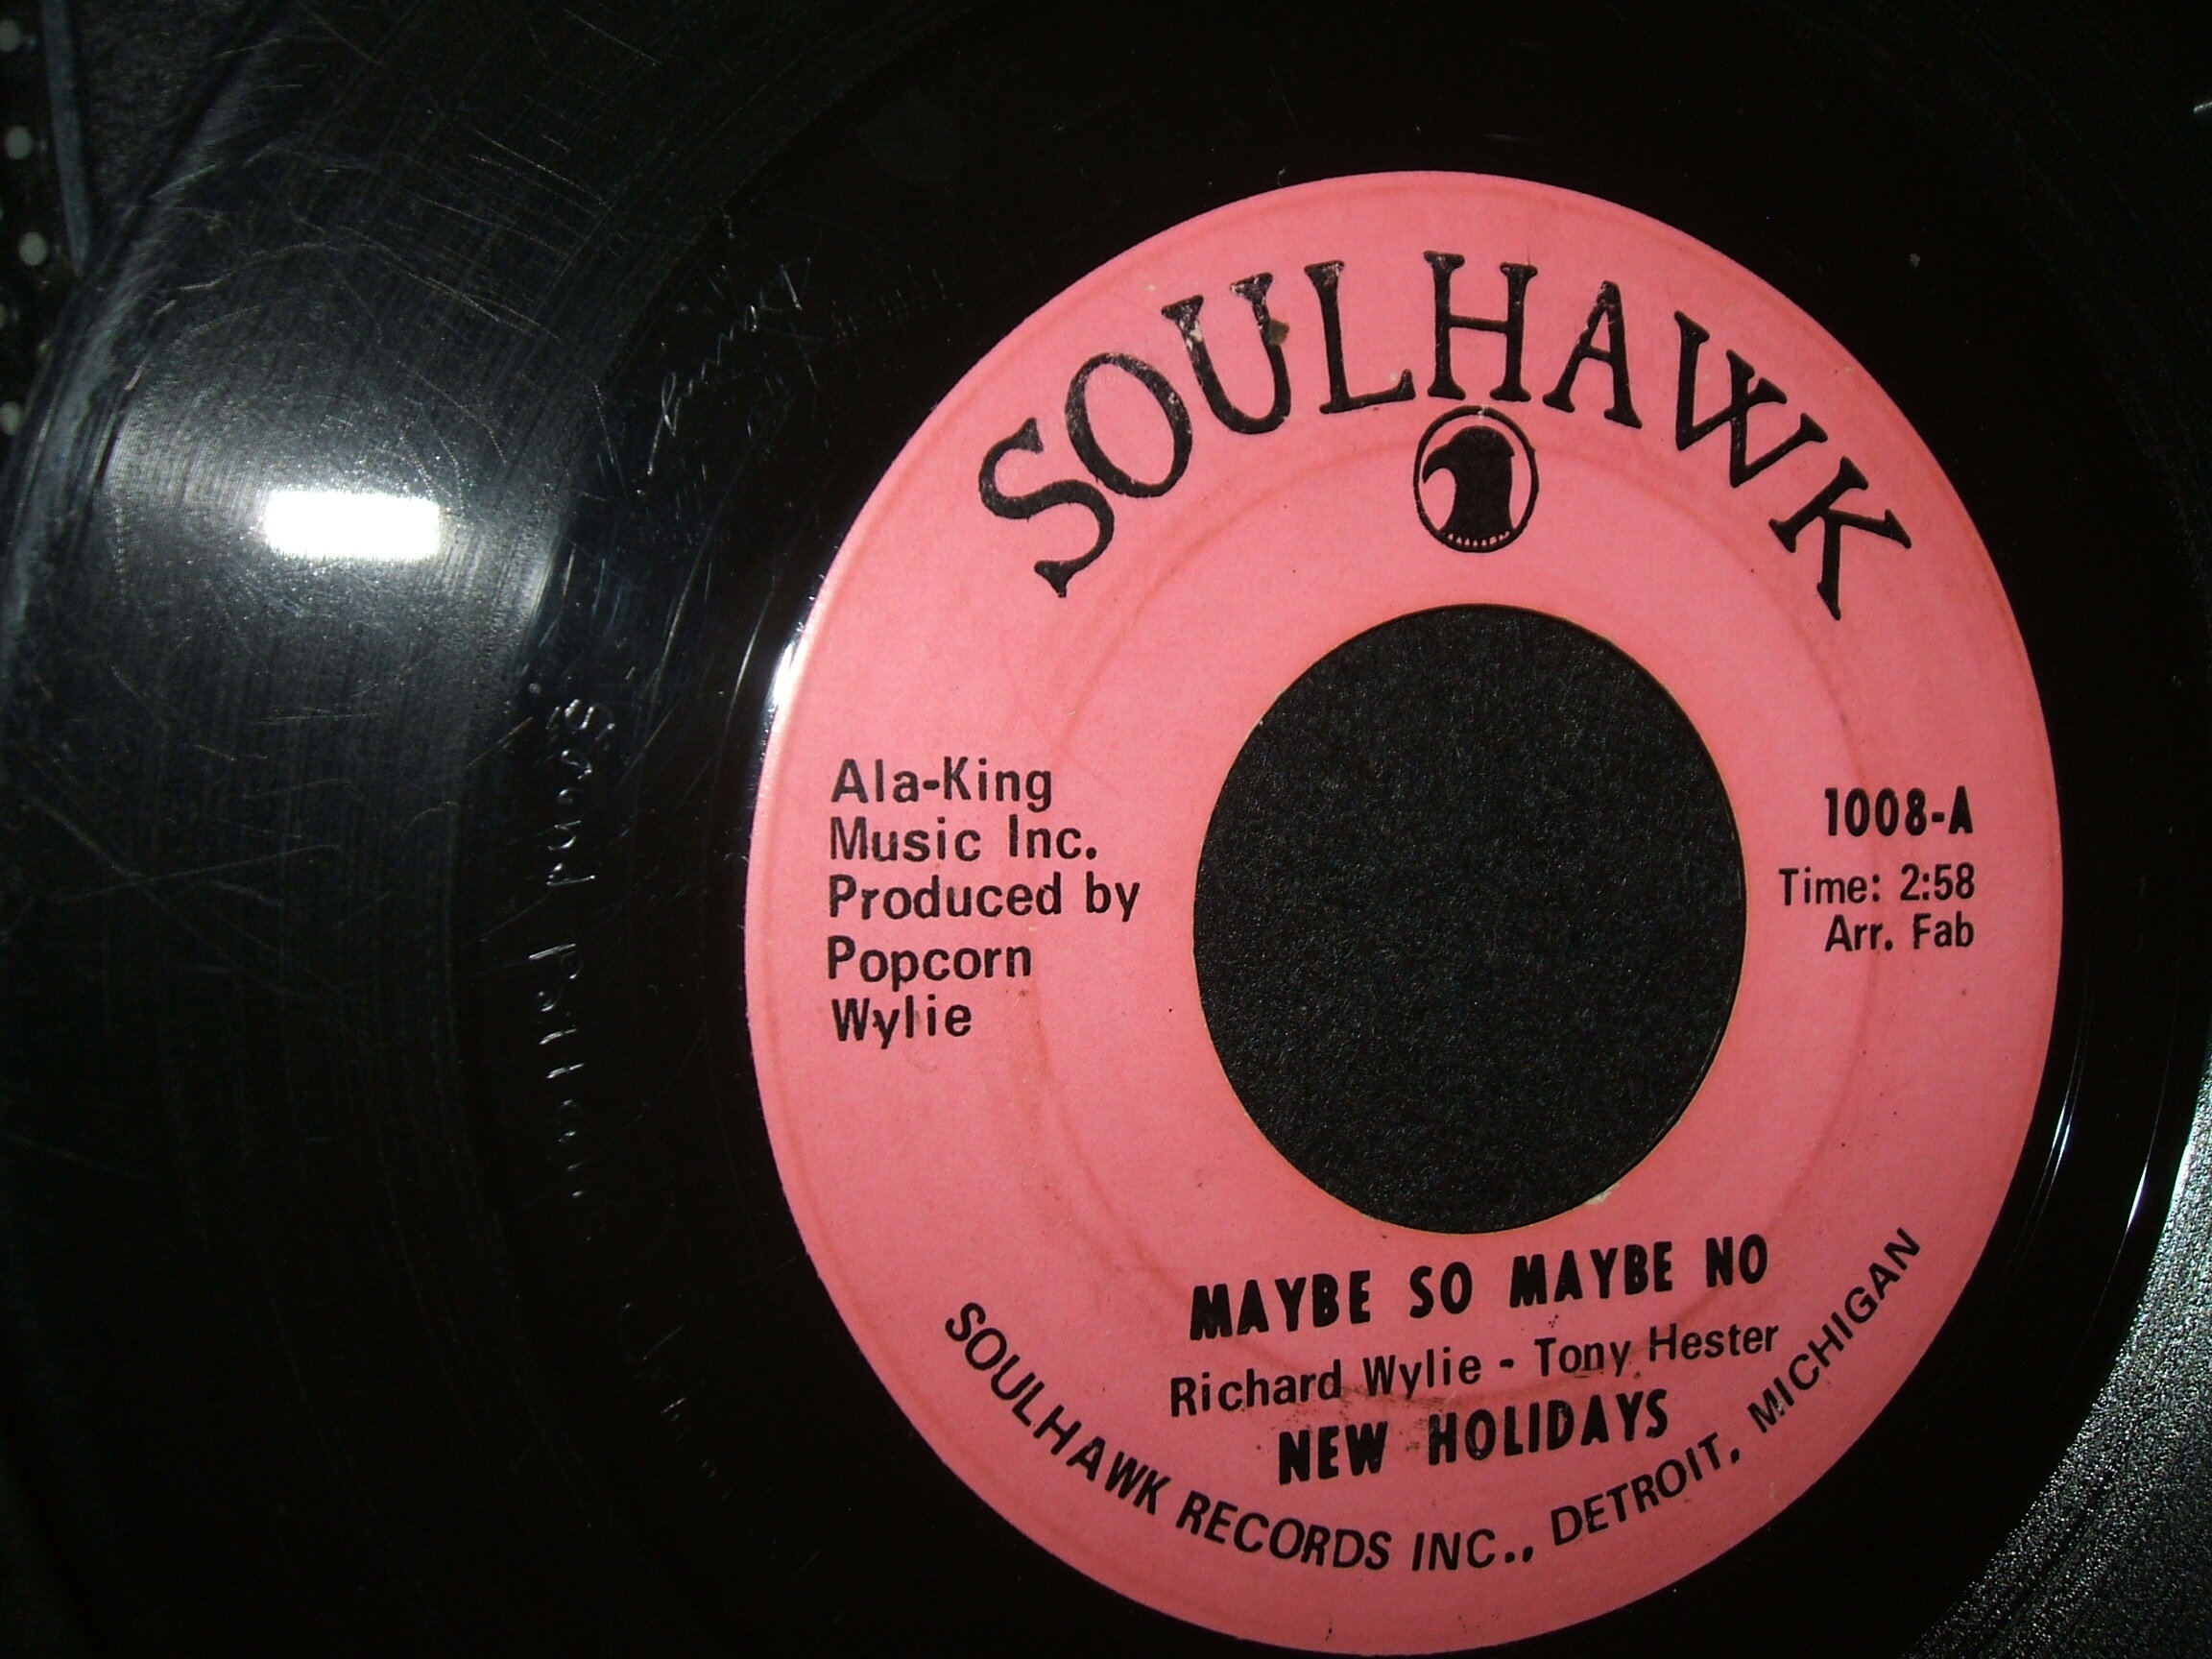 SOULHAWK
Ala-King
Music Inc.
Produced by
Popcorn
Wylie
1008-A
Time: 2:58
Arr. Fab
MAYBE SO MAYBE NO
Richard Wylie - Tony Hester
NEW HOLIDAYS
SOULHAWK RECORDS INC., DETROIT, MICHIGAN
Sound